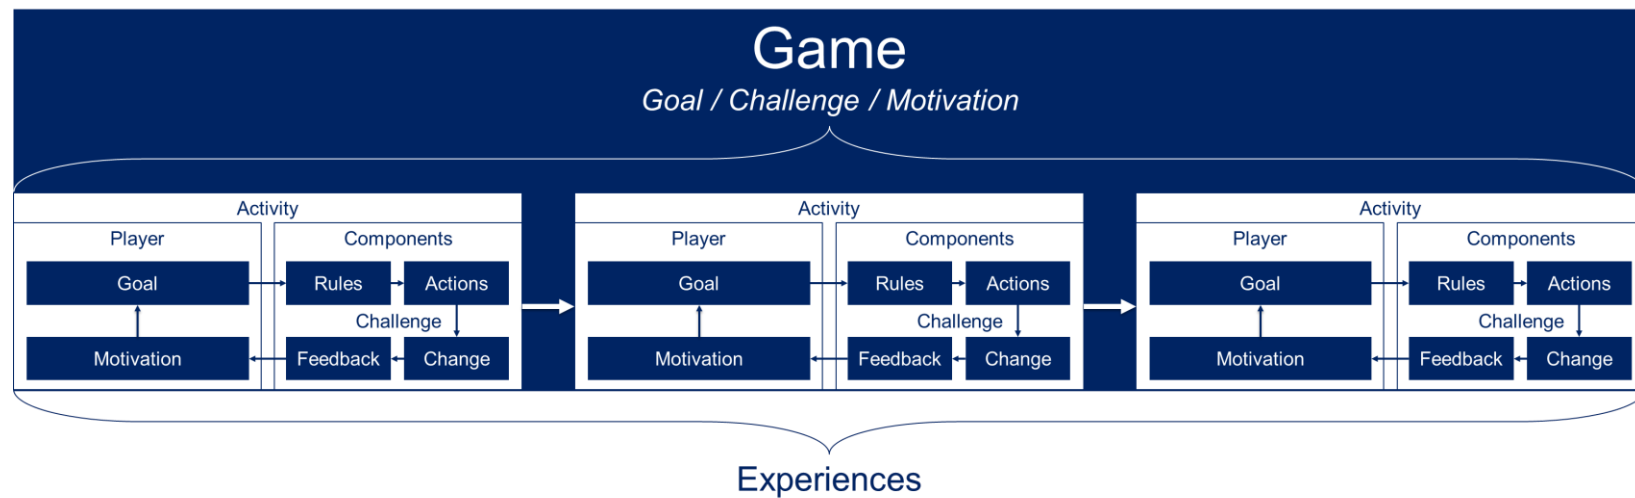 Game
Goal / Challenge / Motivation
Activity
Player
Components
Goal
Rules
Actions
Challenge
Motivation
Feedback
Change
Activity
Player
Components
Goal
Rules
Actions
Challenge
Motivation
Feedback
Change
Activity
Player
Components
Goal
Rules
Actions
Challenge
Motivation
Feedback
Change
Experiences